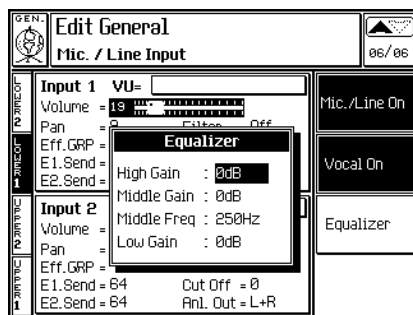 GEN.
Edit General
Mic. / Line Input
06/06
LOWER 2
LOWER 1
UPPER 2
UPPER 1
Input 1 VU=
Volume = 19
Pan =
Off
Eff.GRP =
E1.Send =
E2.Send =
Equalizer
High Gain : 0dB
Middle Gain : 0dB
Middle Freq : 250Hz
Low Gain : 0dB
Input 2
Volume =
Pan =
Eff.GRP =
E1.Send = 64 Cut Off = 0
E2.Send = 64 Anl. Out = L+R
Mic./Line On
Vocal On
Equalizer